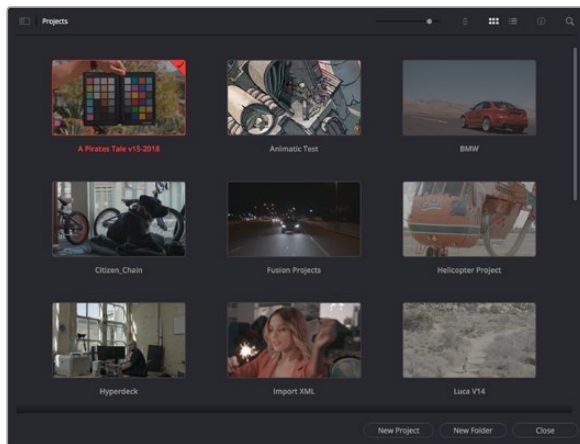 Projects
A Pirates Tale v15-2018
Animatic Test
BMW
Citizen_Chain
Fusion Projects
Helicopter Project
Hyperdeck
Import XML
Luca V14
New Project
New Folder
Close